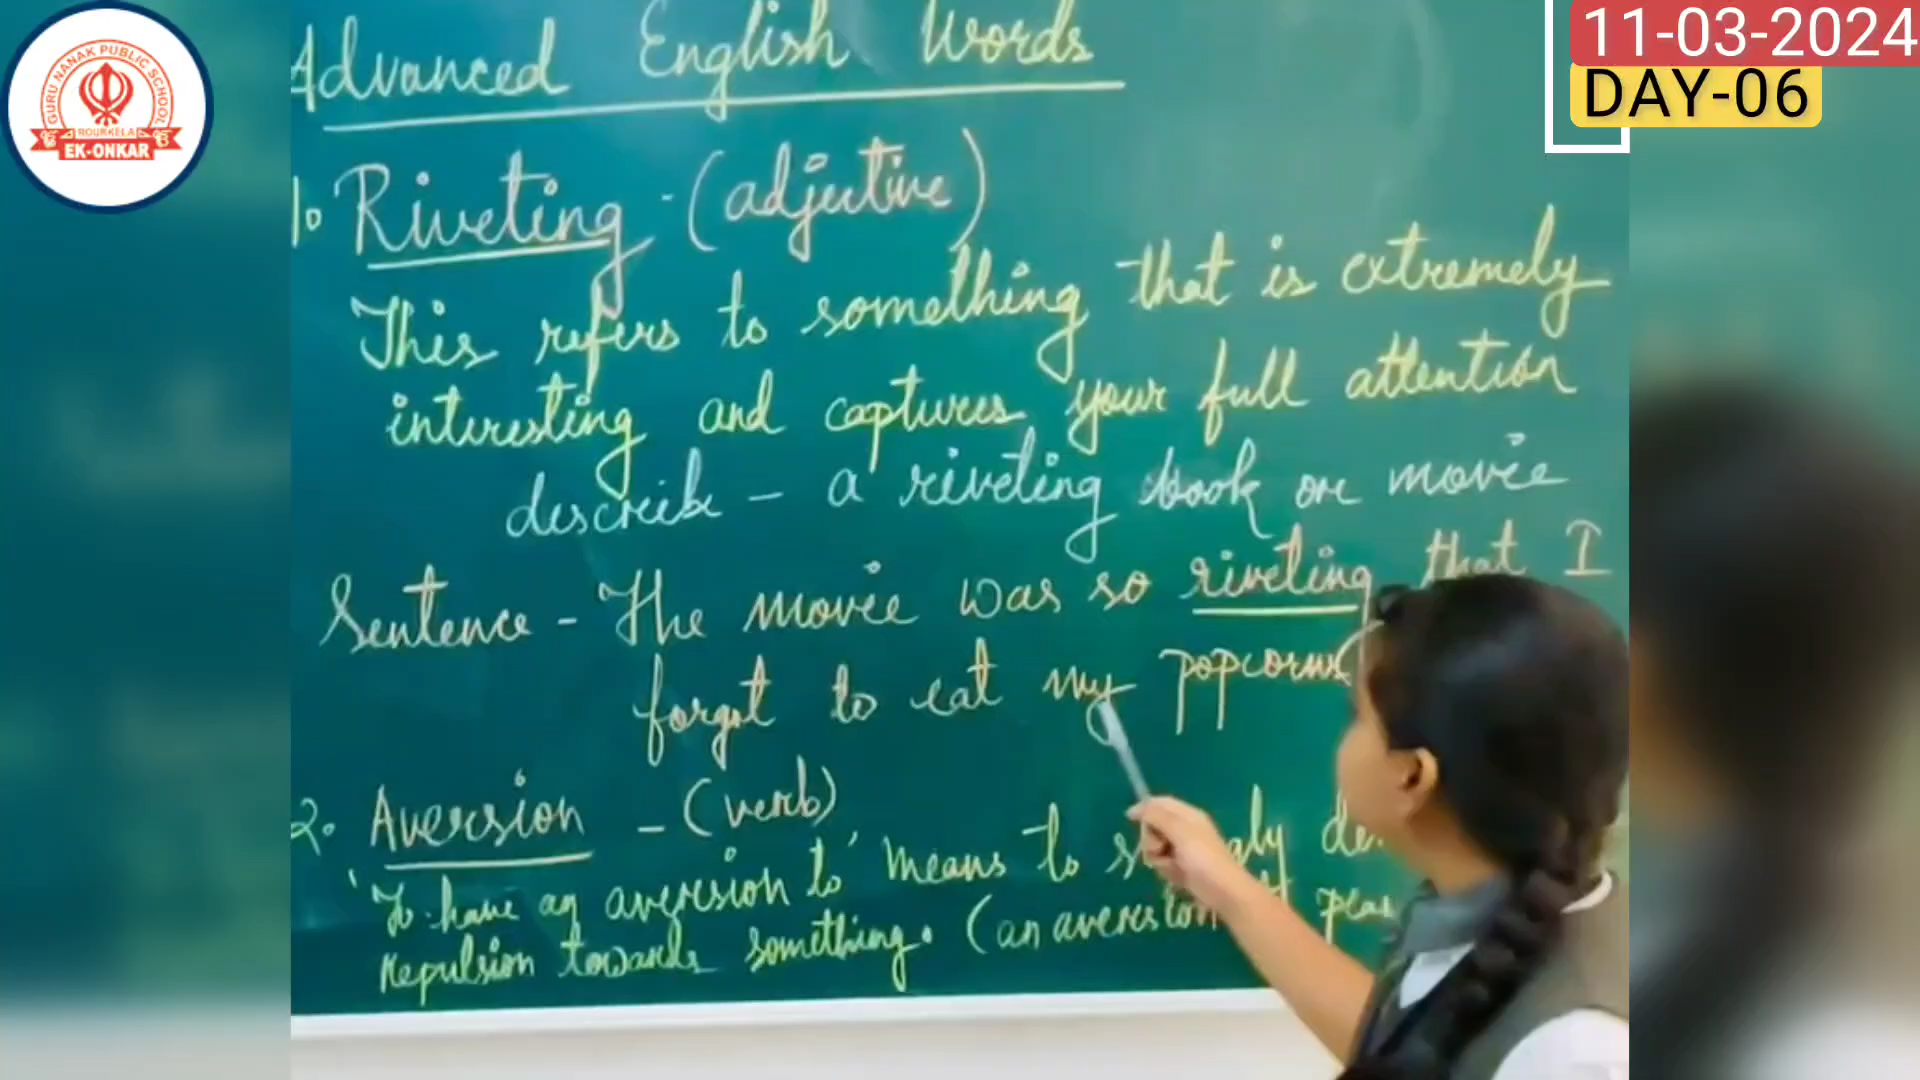 GURU NANAK PUBLIC SCHOOL
ROURKELA
EK-ONKAR
11-03-2024
DAY-06
Advanced English Words
1. Riveting - (adjective)
This refers to something that is extremely
interesting and captures your full attention
describe - a riveting book or movie
Sentence - The movie was so riveting that I
forgot to eat my popcorns
2. Aversion - (verb)
'To have an aversion to' means to
repulsion towards something. (an aversion